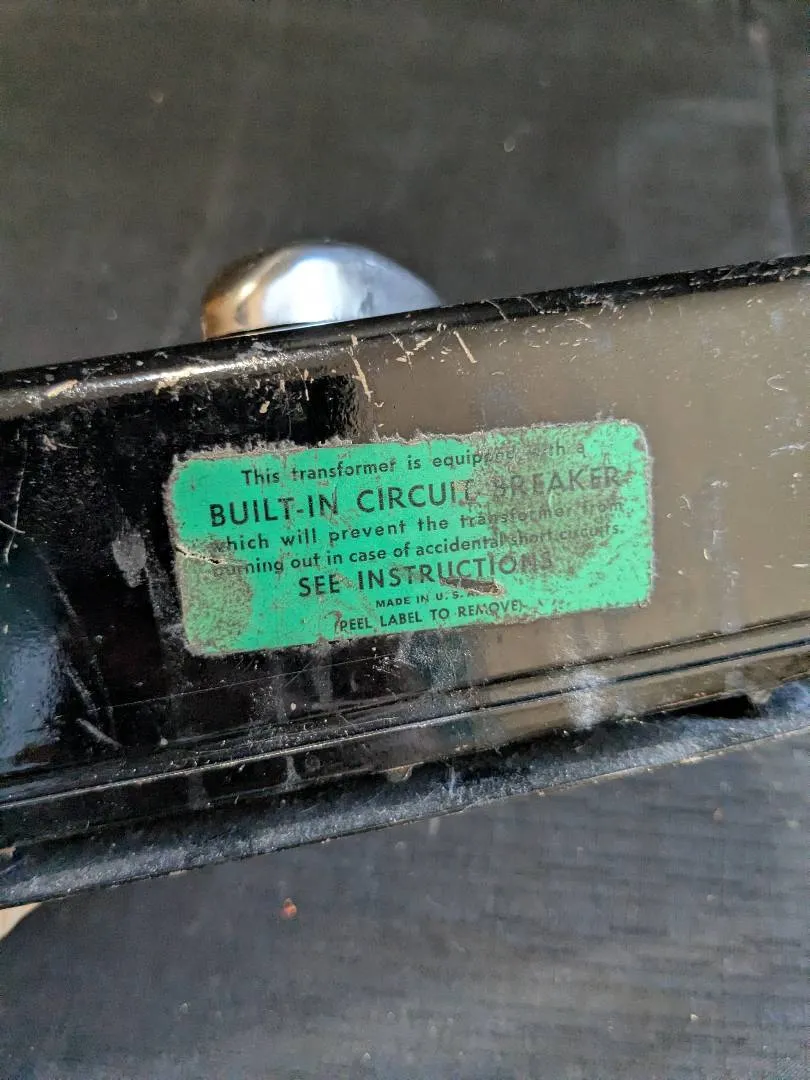 This transformer is equipped with a
BUILT-IN CIRCUIT BREAKER
which will prevent the transformer from
burning out in case of accidental short circuits.
SEE INSTRUCTIONS
MADE IN U.S.A.
(PEEL LABEL TO REMOVE)